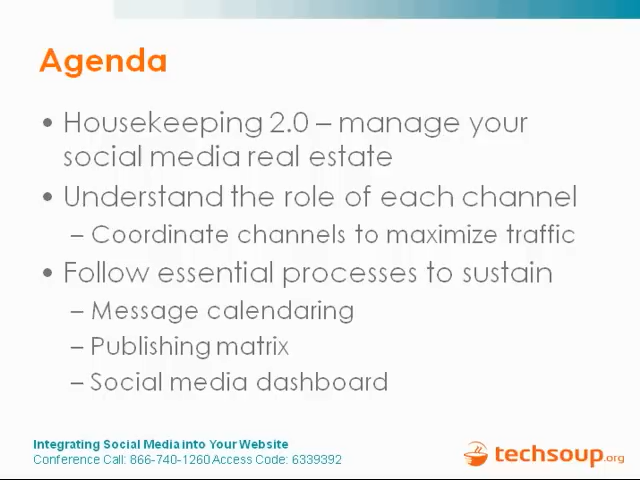 Agenda
• Housekeeping 2.0 – manage your
social media real estate
• Understand the role of each channel
– Coordinate channels to maximize traffic
• Follow essential processes to sustain
– Message calendaring
– Publishing matrix
– Social media dashboard
Integrating Social Media into Your Website
Conference Call: 866-740-1260 Access Code: 6339392
techsoup.org